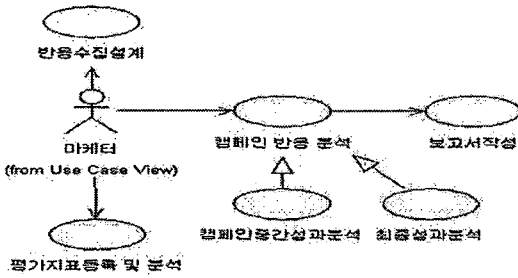 반응수집설계
마케터
(from Use Case View)
캠페인 반응 분석
보고서작성
캠페인중간성과분석
최종성과분석
평가지표등록 및 분석